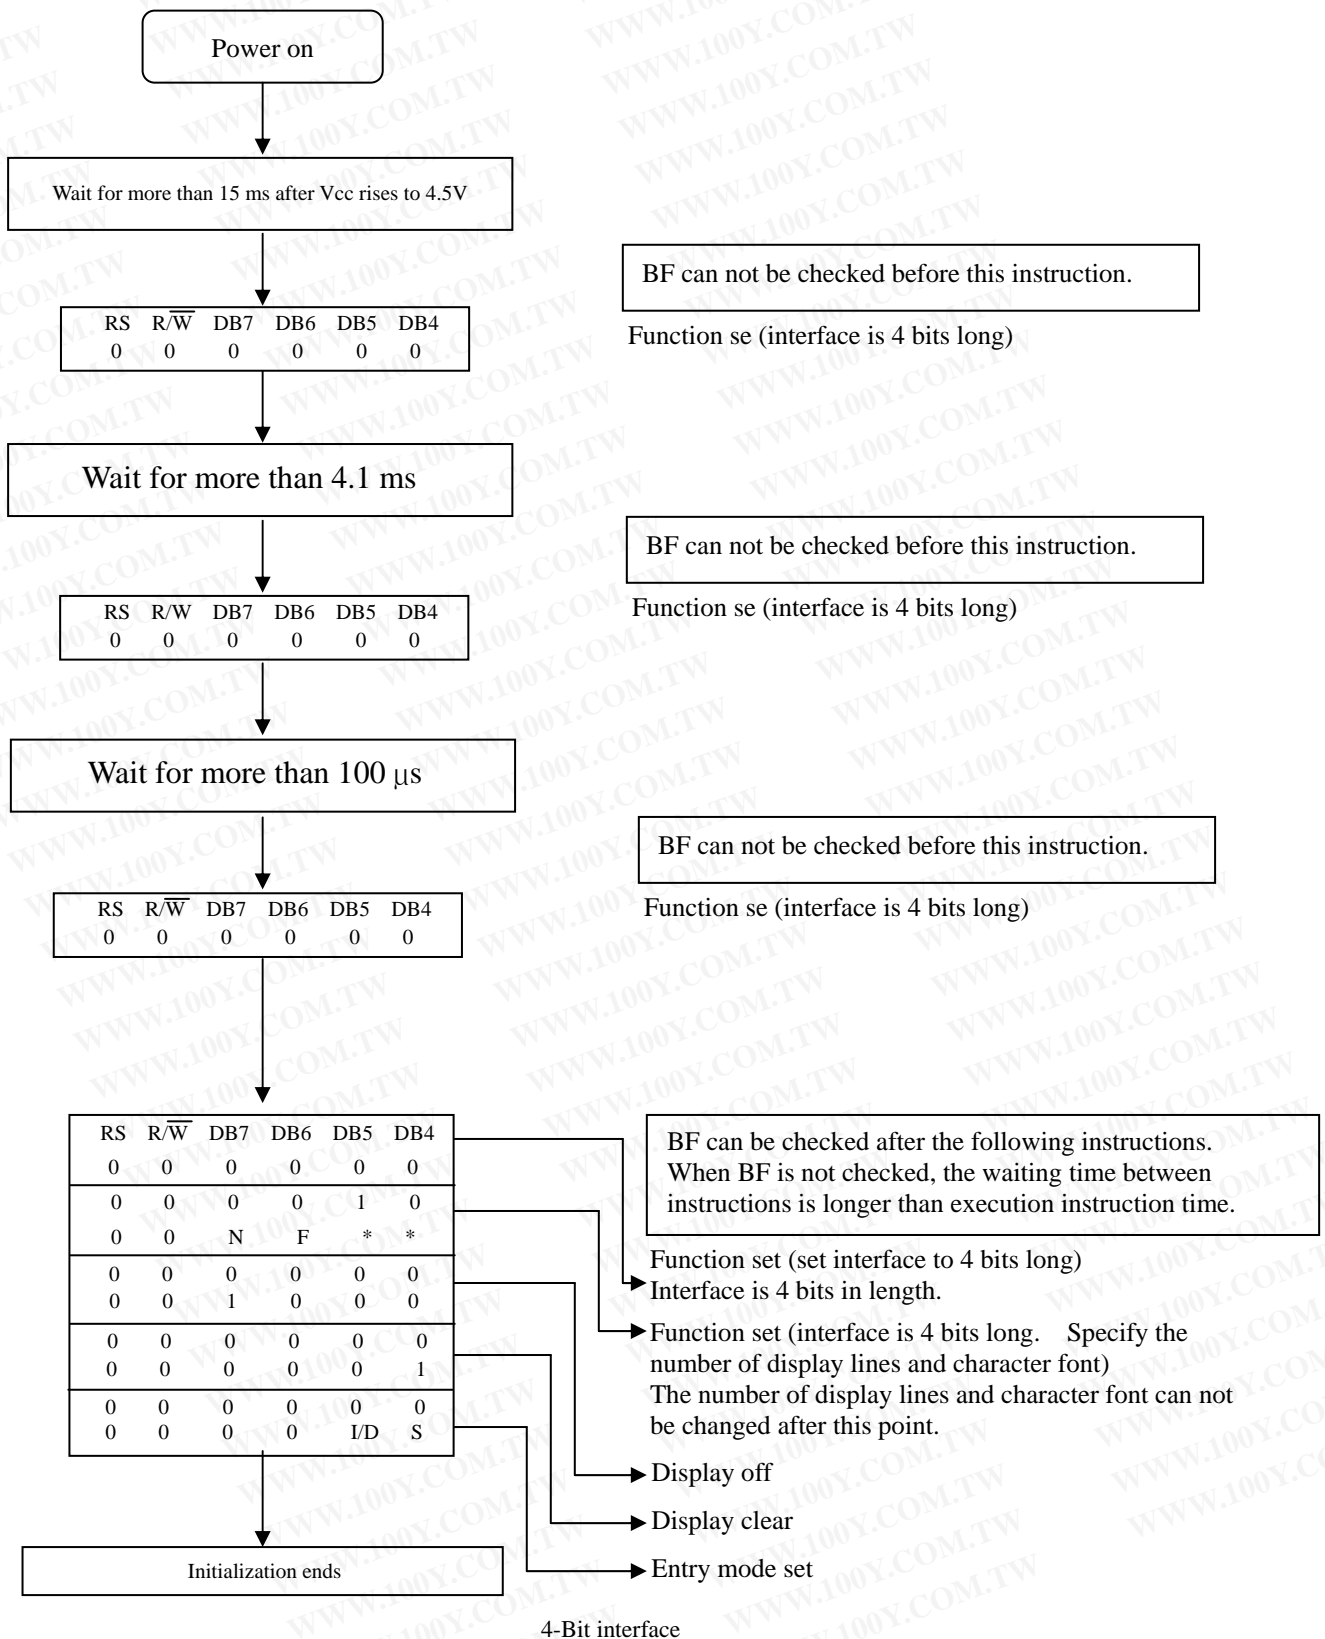 Power on
Wait for more than 15 ms after Vcc rises to 4.5V
BF can not be checked before this instruction.
Function se (interface is 4 bits long)
RS R/W̅ DB7 DB6 DB5 DB4
0 0 0 0 0 0
Wait for more than 4.1 ms
BF can not be checked before this instruction.
Function se (interface is 4 bits long)
RS R/W DB7 DB6 DB5 DB4
0 0 0 0 0 0
Wait for more than 100 μs
BF can not be checked before this instruction.
Function se (interface is 4 bits long)
RS R/W̅ DB7 DB6 DB5 DB4
0 0 0 0 0 0
RS R/W̅ DB7 DB6 DB5 DB4
0 0 0 0 0 0
0 0 0 0 1 0
0 0 N F * *
0 0 0 0 0 0
0 0 1 0 0 0
0 0 0 0 0 0
0 0 0 0 0 1
0 0 0 0 0 0
0 0 0 0 I/D S
BF can be checked after the following instructions.
When BF is not checked, the waiting time between
instructions is longer than execution instruction time.
Function set (set interface to 4 bits long)
Interface is 4 bits in length.
Function set (interface is 4 bits long. Specify the
number of display lines and character font)
The number of display lines and character font can not
be changed after this point.
Display off
Display clear
Entry mode set
Initialization ends
4-Bit interface
WWW.100Y.COM.TW